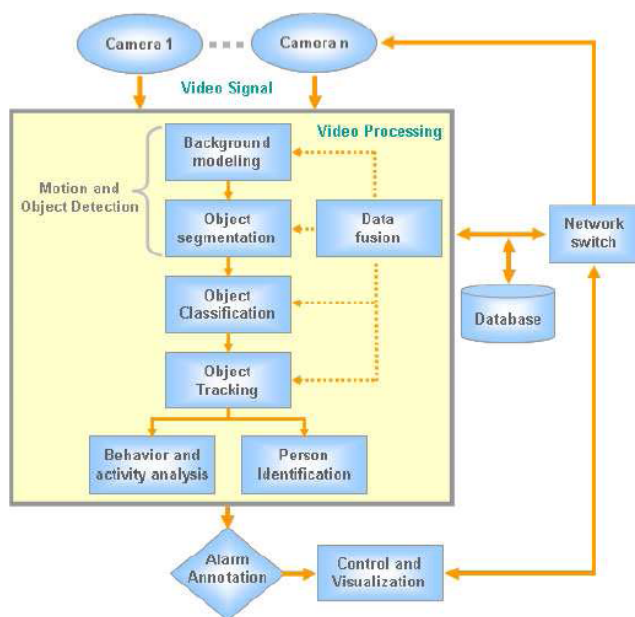 Camera 1
Camera n
Video Signal
Video Processing
Background
modeling
Motion and
Object Detection
Object
segmentation
Data
fusion
Network
switch
Object
Classification
Database
Object
Tracking
Behavior and
activity analysis
Person
Identification
Alarm
Annotation
Control and
Visualization